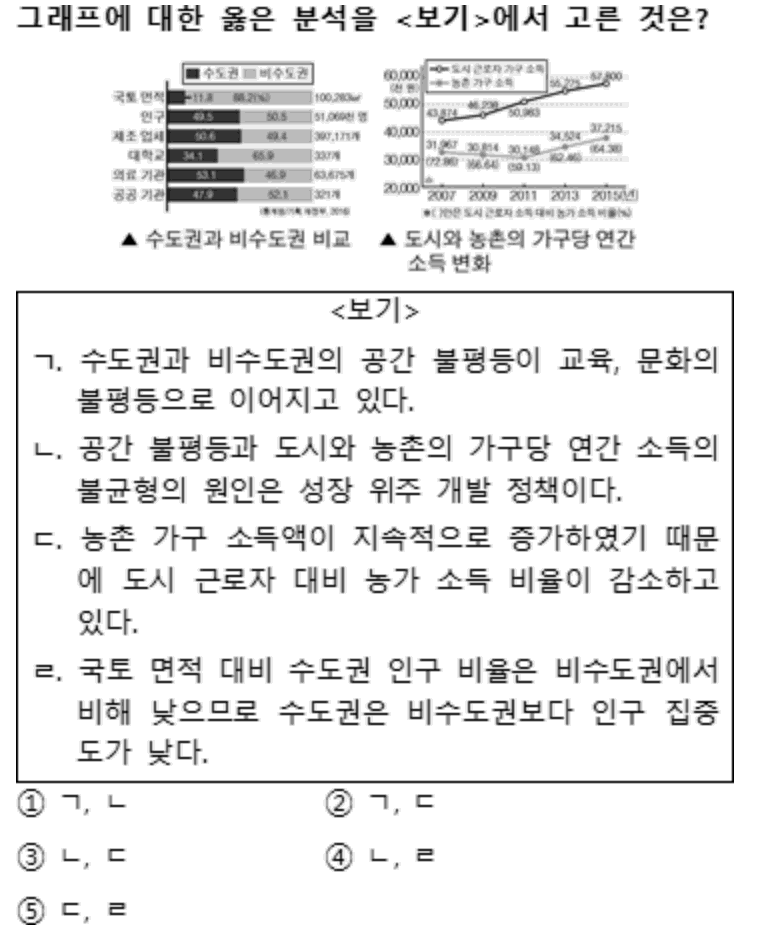 그래프에 대한 옳은 분석을 <보기>에서 고른 것은?
■ 수도권 ■ 비수도권
국토 면적 11.8 88.2(%) 100,283㎢
인구 49.5 50.5 51,069천 명
제조 업체 50.6 49.4 397,171개
대학교 34.1 65.9 337개
의료 기관 53.1 46.9 63,675개
공공 기관 47.9 52.1 321개
▲ 수도권과 비수도권 비교
도시 근로자 가구 소득
농촌 가구 소득
60,000
(천 원)
50,000
40,000
30,000
20,000
43,874 46,238 50,983 55,275 57,800
31,967 30,814 30,148 34,524 37,215
(72.86) (66.64) (59.13) (62.46) (64.38)
2007 2009 2011 2013 2015(년)
※( )안은 도시 근로자 소득 대비 농가 소득 비율(%)
▲ 도시와 농촌의 가구당 연간
소득 변화
<보기>
ㄱ. 수도권과 비수도권의 공간 불평등이 교육, 문화의
불평등으로 이어지고 있다.
ㄴ. 공간 불평등과 도시와 농촌의 가구당 연간 소득의
불균형의 원인은 성장 위주 개발 정책이다.
ㄷ. 농촌 가구 소득액이 지속적으로 증가하였기 때문
에 도시 근로자 대비 농가 소득 비율이 감소하고
있다.
ㄹ. 국토 면적 대비 수도권 인구 비율은 비수도권에서
비해 낮으므로 수도권은 비수도권보다 인구 집중
도가 낮다.
① ㄱ, ㄴ ② ㄱ, ㄷ
③ ㄴ, ㄷ ④ ㄴ, ㄹ
⑤ ㄷ, ㄹ